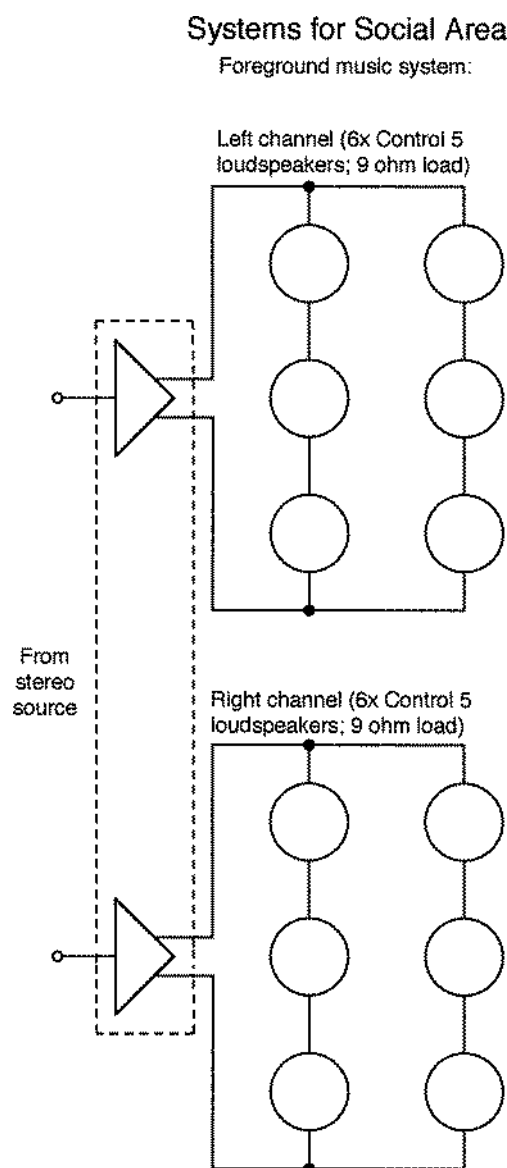 Systems for Social Area
Foreground music system:
Left channel (6x Control 5
loudspeakers; 9 ohm load)
From
stereo
source
Right channel (6x Control 5
loudspeakers; 9 ohm load)